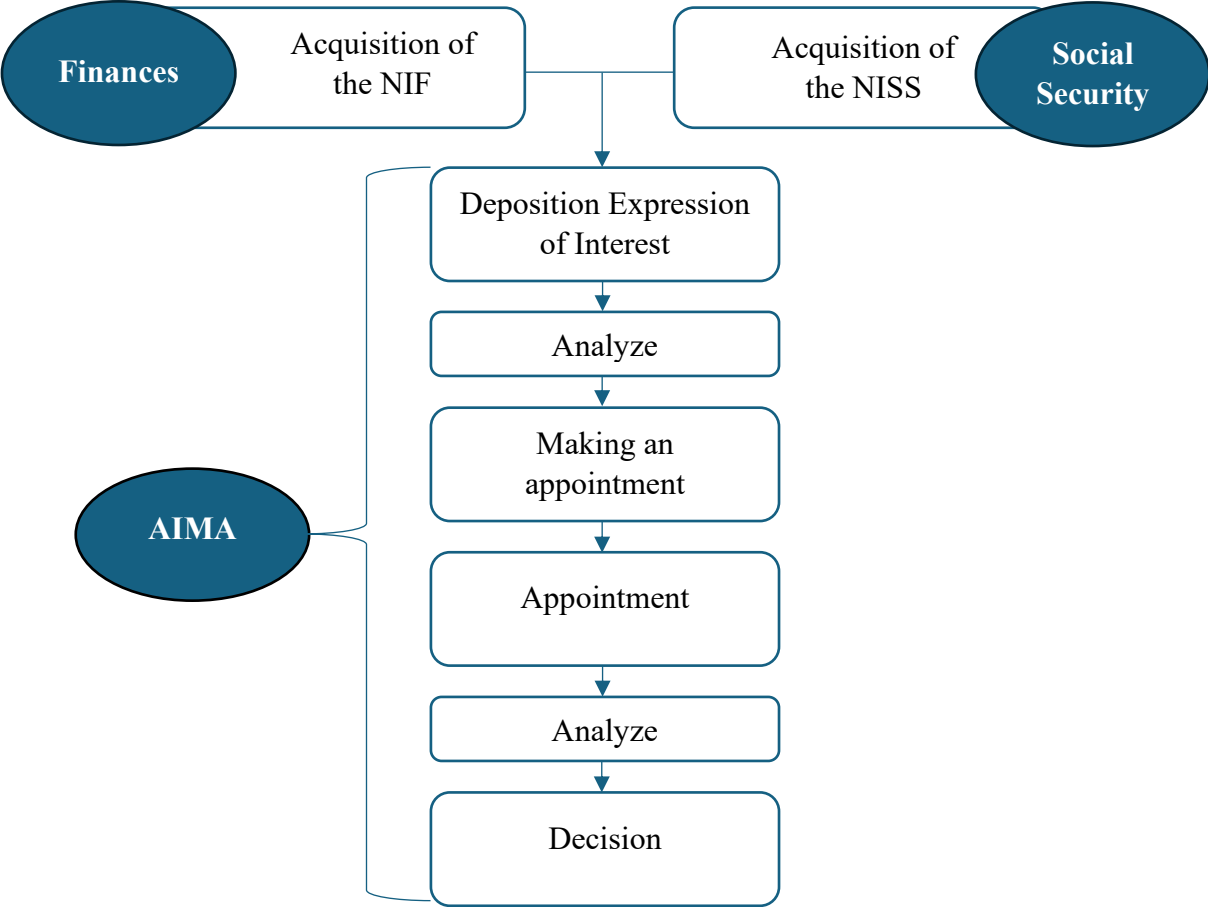 Finances
Acquisition of
the NIF
Acquisition of
the NISS
Social
Security
Deposition Expression
of Interest
Analyze
Making an
appointment
AIMA
Appointment
Analyze
Decision